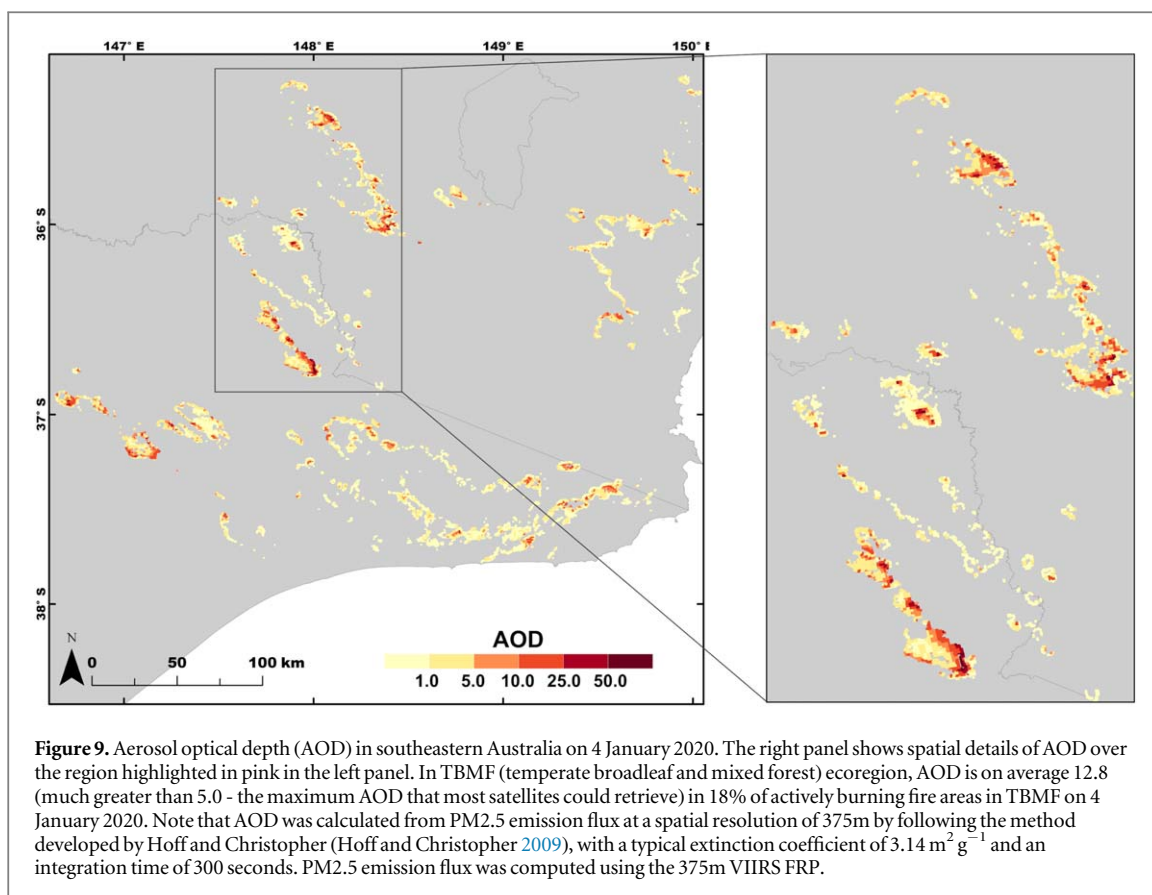 147° E 148° E 149° E 150° E
36° S
37° S
38° S
N
0 50 100 km
AOD
1.0 5.0 10.0 25.0 50.0
Figure 9. Aerosol optical depth (AOD) in southeastern Australia on 4 January 2020. The right panel shows spatial details of AOD over
the region highlighted in pink in the left panel. In TBMF (temperate broadleaf and mixed forest) ecoregion, AOD is on average 12.8
(much greater than 5.0 - the maximum AOD that most satellites could retrieve) in 18% of actively burning fire areas in TBMF on 4
January 2020. Note that AOD was calculated from PM2.5 emission flux at a spatial resolution of 375m by following the method
developed by Hoff and Christopher (Hoff and Christopher 2009), with a typical extinction coefficient of 3.14 m² g⁻¹ and an
integration time of 300 seconds. PM2.5 emission flux was computed using the 375m VIIRS FRP.